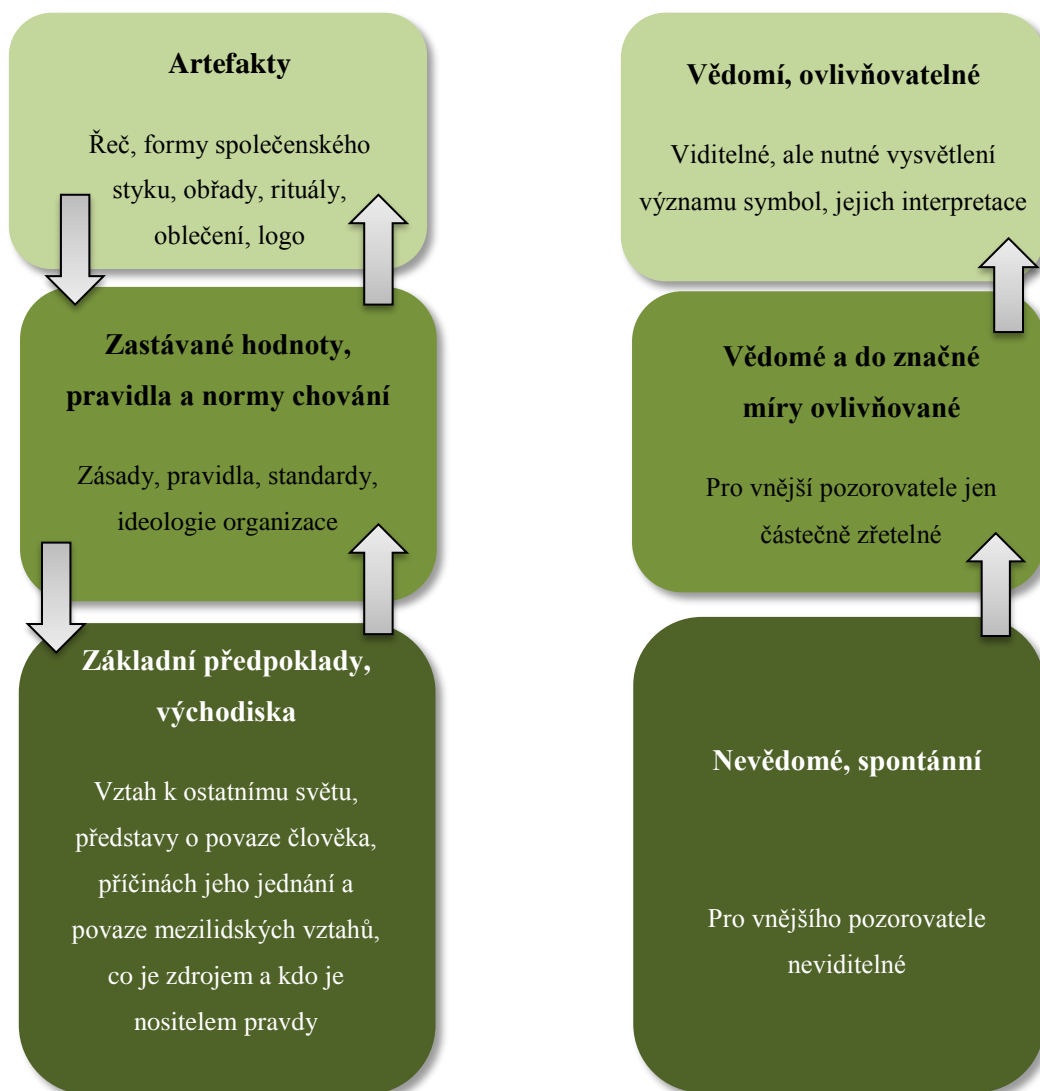 Artefakty
Řeč, formy společenského
styku, obřady, rituály,
oblečení, logo
Zastávané hodnoty,
pravidla a normy chování
Zásady, pravidla, standardy,
ideologie organizace
Základní předpoklady,
východiska
Vztah k ostatnímu světu,
představy o povaze člověka,
příčinách jeho jednání a
povaze mezilidských vztahů,
co je zdrojem a kdo je
nositelem pravdy
Vědomí, ovlivňovatelné
Viditelné, ale nutné vysvětlení
významu symbol, jejich interpretace
Vědomé a do značné
míry ovlivňované
Pro vnější pozorovatele jen
částečně zřetelné
Nevědomé, spontánní
Pro vnějšího pozorovatele
neviditelné